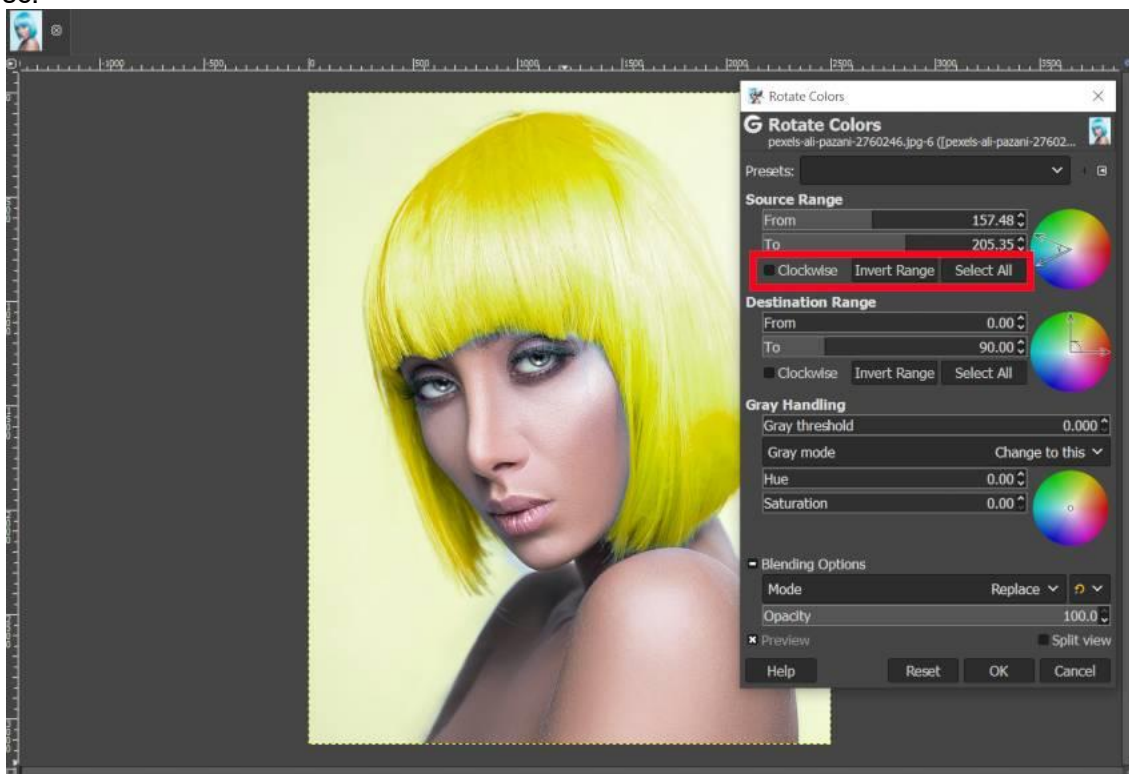 Rotate Colors
Rotate Colors
pexels-ali-pazani-2760246.jpg-6 ([pexels-ali-pazani-27602...
Presets:
Source Range
From 157.48
To 205.35
Clockwise Invert Range Select All
Destination Range
From 0.00
To 90.00
Clockwise Invert Range Select All
Gray Handling
Gray threshold 0.000
Gray mode Change to this
Hue 0.00
Saturation 0.00
Blending Options
Mode Replace
Opacity 100.0
Preview Split view
Help Reset OK Cancel